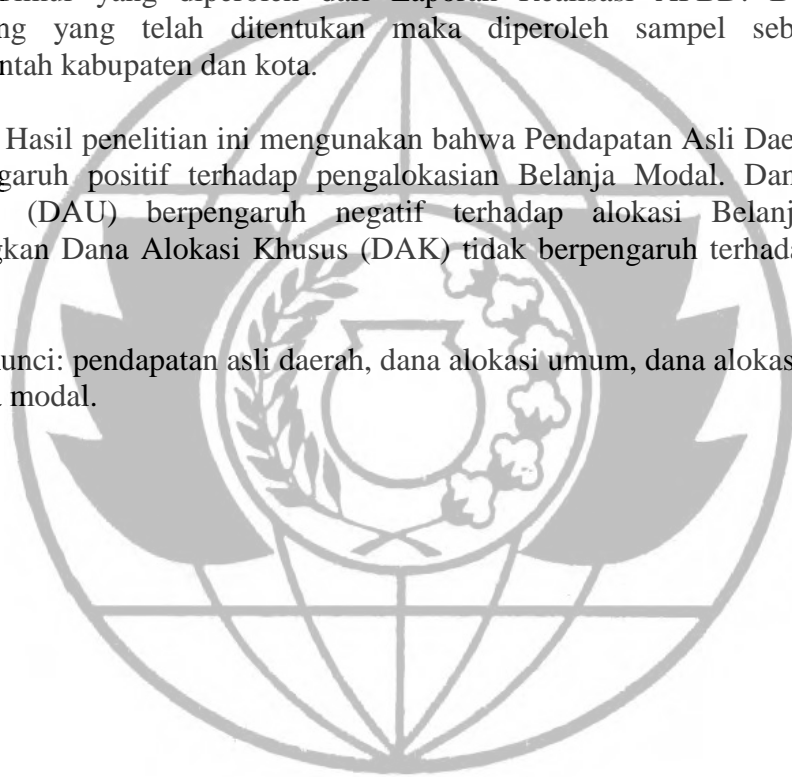 Timur yang diperoleh dari Laporan Realisasi APBD.
ng yang telah ditentukan maka diperoleh sampel seb
ntah kabupaten dan kota.
Hasil penelitian ini mengunakan bahwa Pendapatan Asli Dae
garuh positif terhadap pengalokasian Belanja Modal. Dan
(DAU) berpengaruh negatif terhadap alokasi Belanj
gkan Dana Alokasi Khusus (DAK) tidak berpengaruh terhada
unci: pendapatan asli daerah, dana alokasi umum, dana alokas
modal.